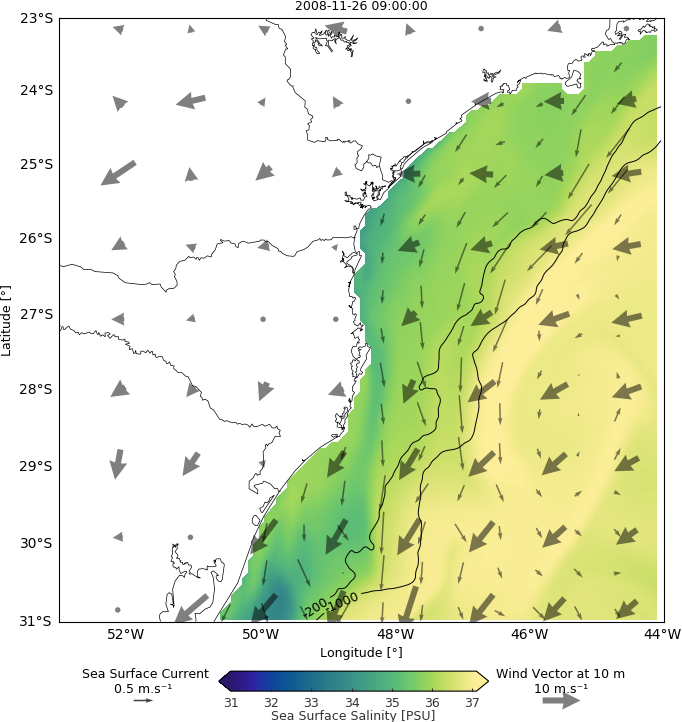 2008-11-26 09:00:00
23°S
24°S
25°S
26°S
27°S
28°S
29°S
30°S
31°S
Latitude [°]
200
1000
52°W
50°W
48°W
46°W
44°W
Longitude [°]
Sea Surface Current
0.5 m.s⁻¹
31
32
33
34
35
36
37
Sea Surface Salinity [PSU]
Wind Vector at 10 m
10 m.s⁻¹